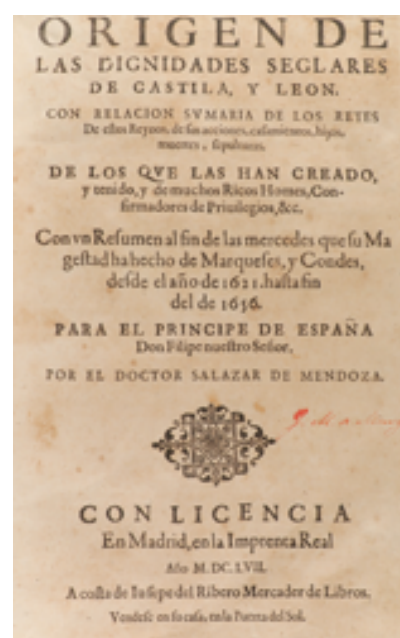 ORIGEN DE
LAS DIGNIDADES SEGLARES
DE CASTILA, Y LEON.
CON RELACION SVMARIA DE LOS REYES
De estos Reynos, de sus acciones, casamientos, hijos,
muertes, sepulturas.
DE LOS QVE LAS HAN CREADO,
y tenido, y de muchos Ricos Homes, Con-
firmadores de Priuilegios, &c.
Con vn Resumen al fin de las mercedes que su Ma
gestad ha hecho de Marqueses, y Condes,
desde el año de 1621. hasta fin
del de 1656.
PARA EL PRINCIPE DE ESPAÑA
Don Filipe nuestro Señor.
POR EL DOCTOR SALAZAR DE MENDOZA.
CON LICENCIA
En Madrid, en la Imprenta Real
Año M.DC.LVII.
A costa de Iusepe del Ribero Mercader de Libros.
Vendese en su casa, en la Puerta del Sol.